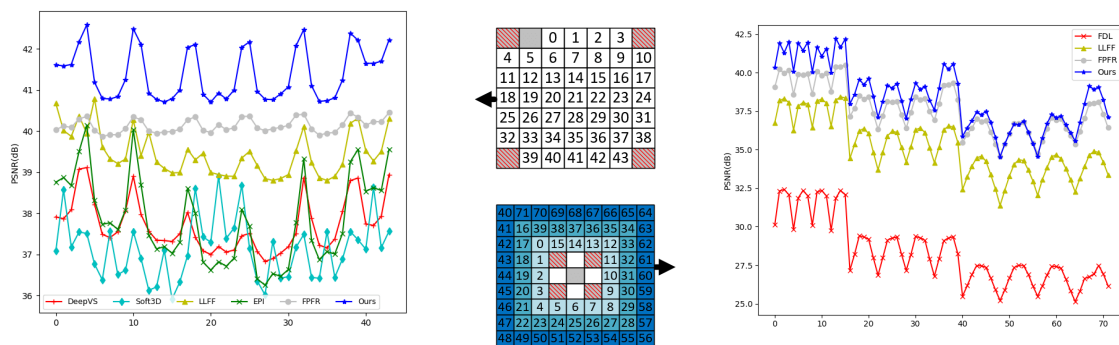 42
41
40
39
38
37
36
PSNR(dB)
0 10 20 30 40
DeepVS Soft3D LLFF EPI FPFR Ours
0 1 2 3
4 5 6 7 8 9 10
11 12 13 14 15 16 17
18 19 20 21 22 23 24
25 26 27 28 29 30 31
32 33 34 35 36 37 38
39 40 41 42 43
40 71 70 69 68 67 66 65 64
41 16 39 38 37 36 35 34 63
42 17 0 15 14 13 12 33 62
43 18 1 11 32 61
44 19 2 10 31 60
45 20 3 9 30 59
46 21 4 5 6 7 8 29 58
47 22 23 24 25 26 27 28 57
48 49 50 51 52 53 54 55 56
42.5
40.0
37.5
35.0
32.5
30.0
27.5
25.0
PSNR(dB)
0 10 20 30 40 50 60 70
FDL
LLFF
FPFR
Ours